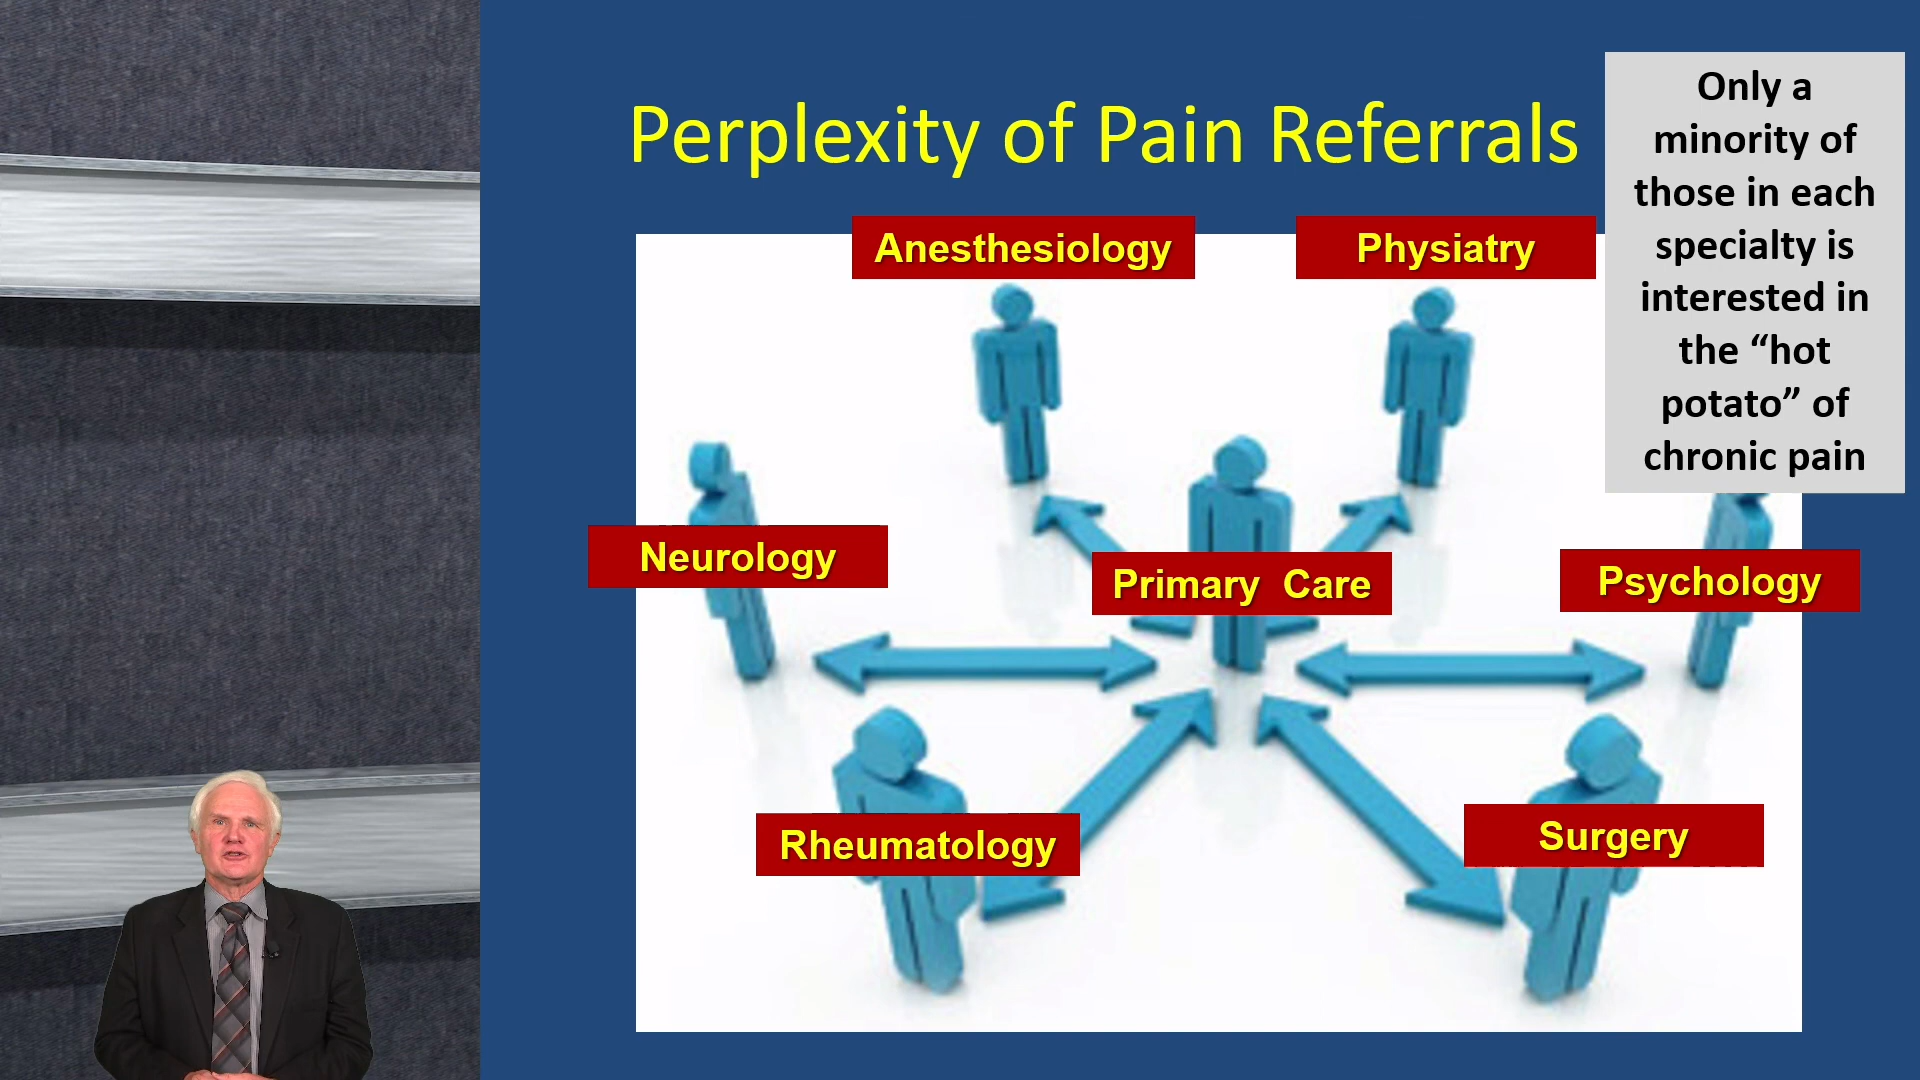 Perplexity of Pain Referrals
Only a
minority of
those in each
specialty is
interested in
the “hot
potato” of
chronic pain
Anesthesiology
Physiatry
Neurology
Primary Care
Psychology
Rheumatology
Surgery